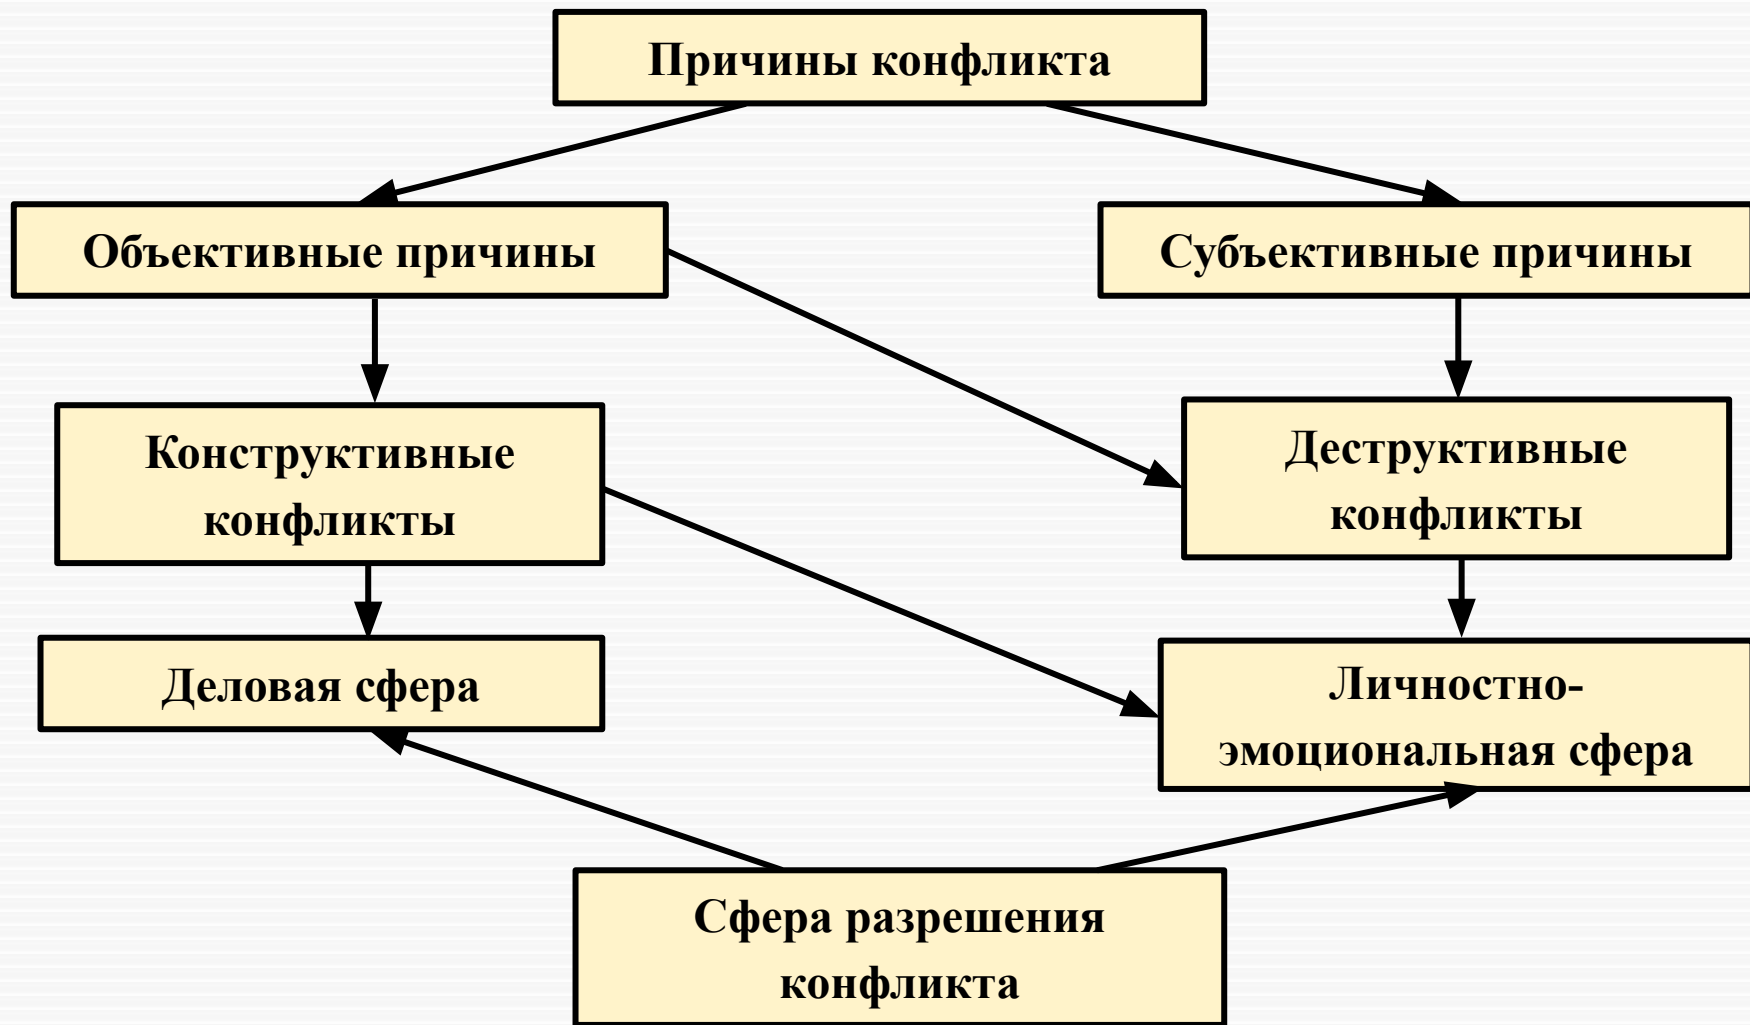 Причины конфликта
Объективные причины
Субъективные причины
Конструктивные
конфликты
Деструктивные
конфликты
Деловая сфера
Личностно-
эмоциональная сфера
Сфера разрешения
конфликта